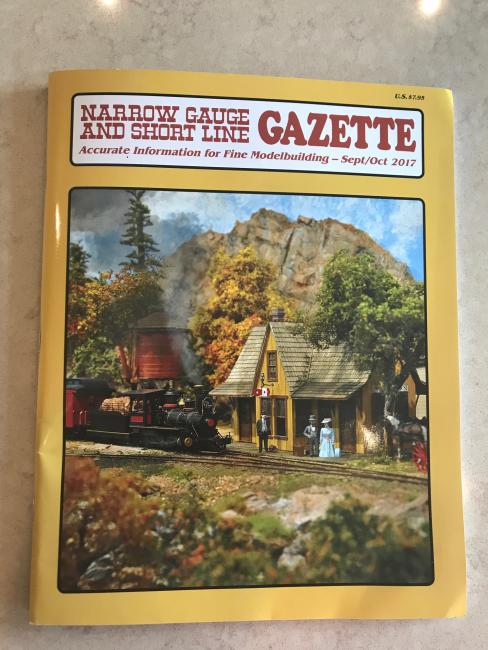 U.S. $7.95
NARROW GAUGE
AND SHORT LINE
GAZETTE
Accurate Information for Fine Modelbuilding – Sept/Oct 2017